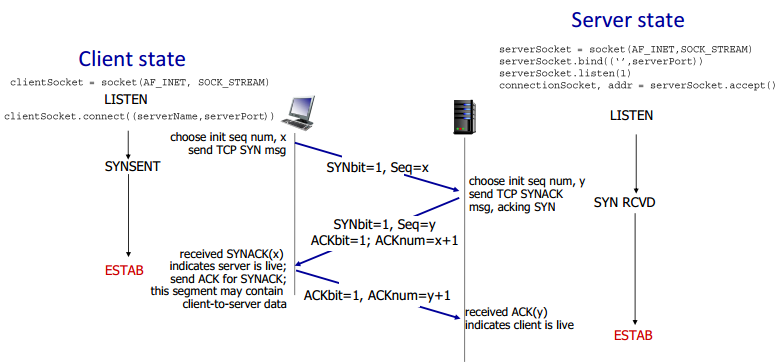 Server state
serverSocket = socket(AF_INET,SOCK_STREAM)
serverSocket.bind(('',serverPort))
serverSocket.listen(1)
connectionSocket, addr = serverSocket.accept()
Client state
clientSocket = socket(AF_INET, SOCK_STREAM)
LISTEN
clientSocket.connect((serverName,serverPort))
LISTEN
choose init seq num, x
send TCP SYN msg
SYNSENT
SYNbit=1, Seq=x
choose init seq num, y
send TCP SYNACK
msg, acking SYN
SYN RCVD
SYNbit=1, Seq=y
ACKbit=1; ACKnum=x+1
received SYNACK(x)
indicates server is live;
send ACK for SYNACK;
this segment may contain
client-to-server data
ESTAB
ACKbit=1, ACKnum=y+1
received ACK(y)
indicates client is live
ESTAB